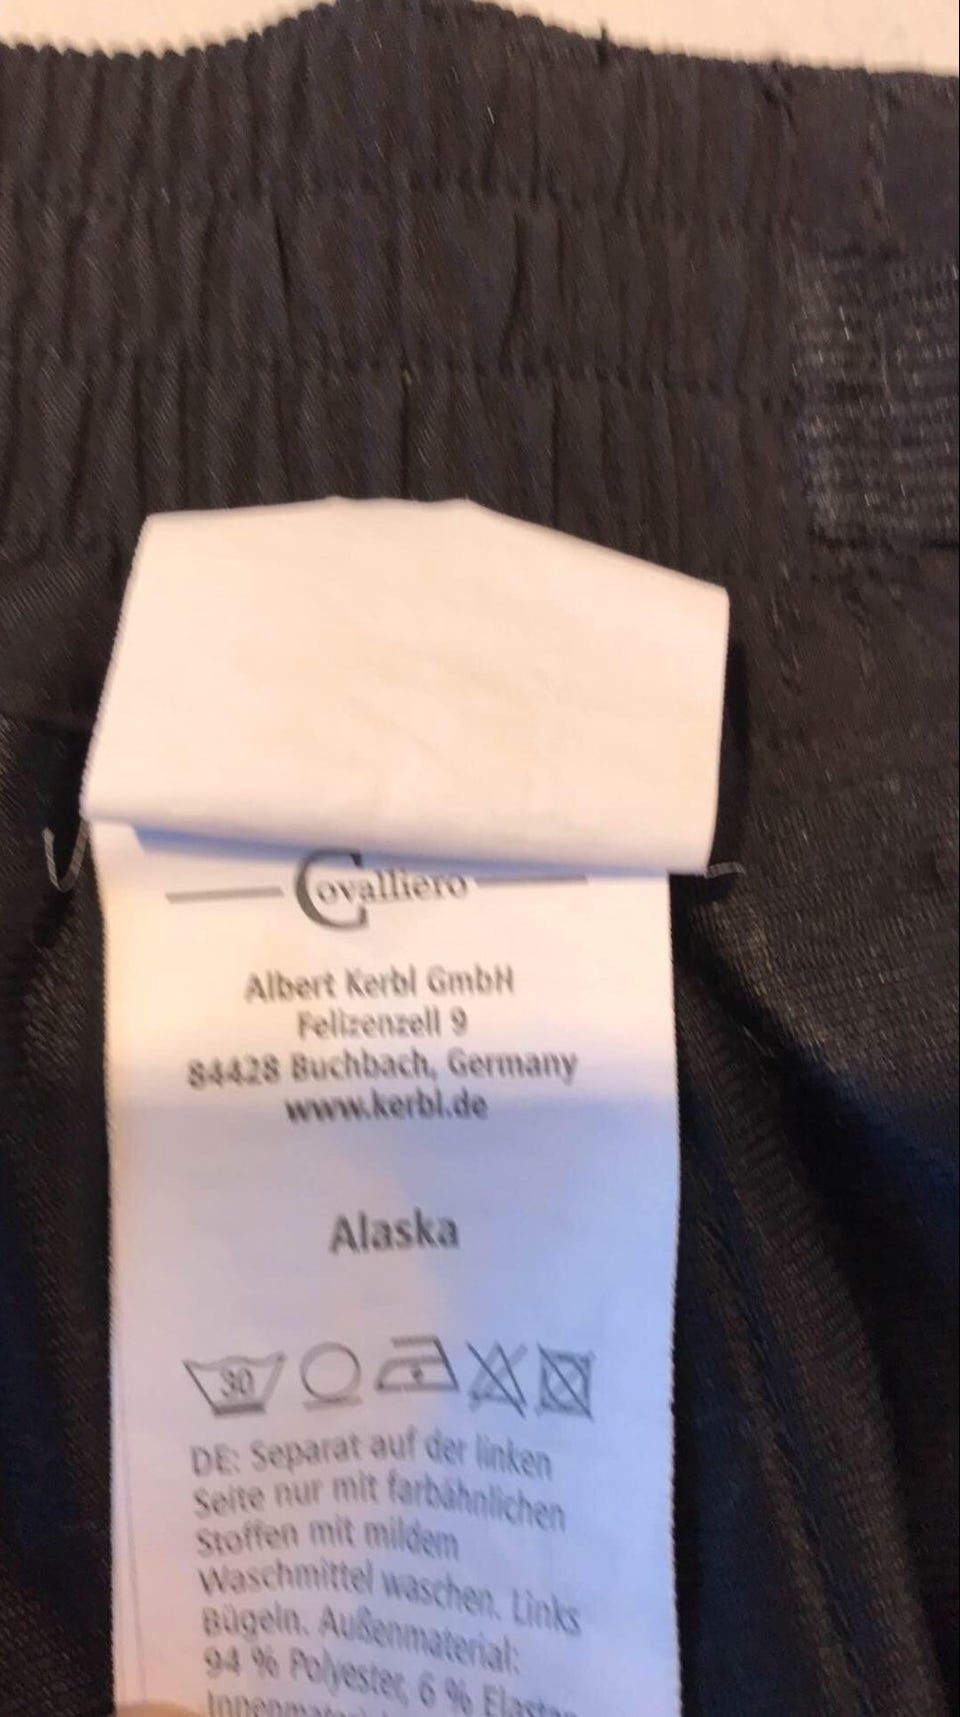 Covalliero
Albert Kerbl GmbH
Felizenzell 9
84428 Buchbach, Germany
www.kerbl.de
Alaska
30
DE: Separat auf der linken
Seite nur mit farbähnlichen
Stoffen mit mildem
Waschmittel waschen. Links
Bügeln. Außenmaterial:
94 % Polyester, 6 %